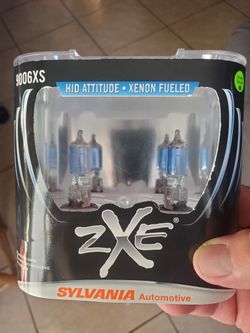 9006XS
HID ATTITUDE • XENON FUELED
ZXE®
SYLVANIA Automotive